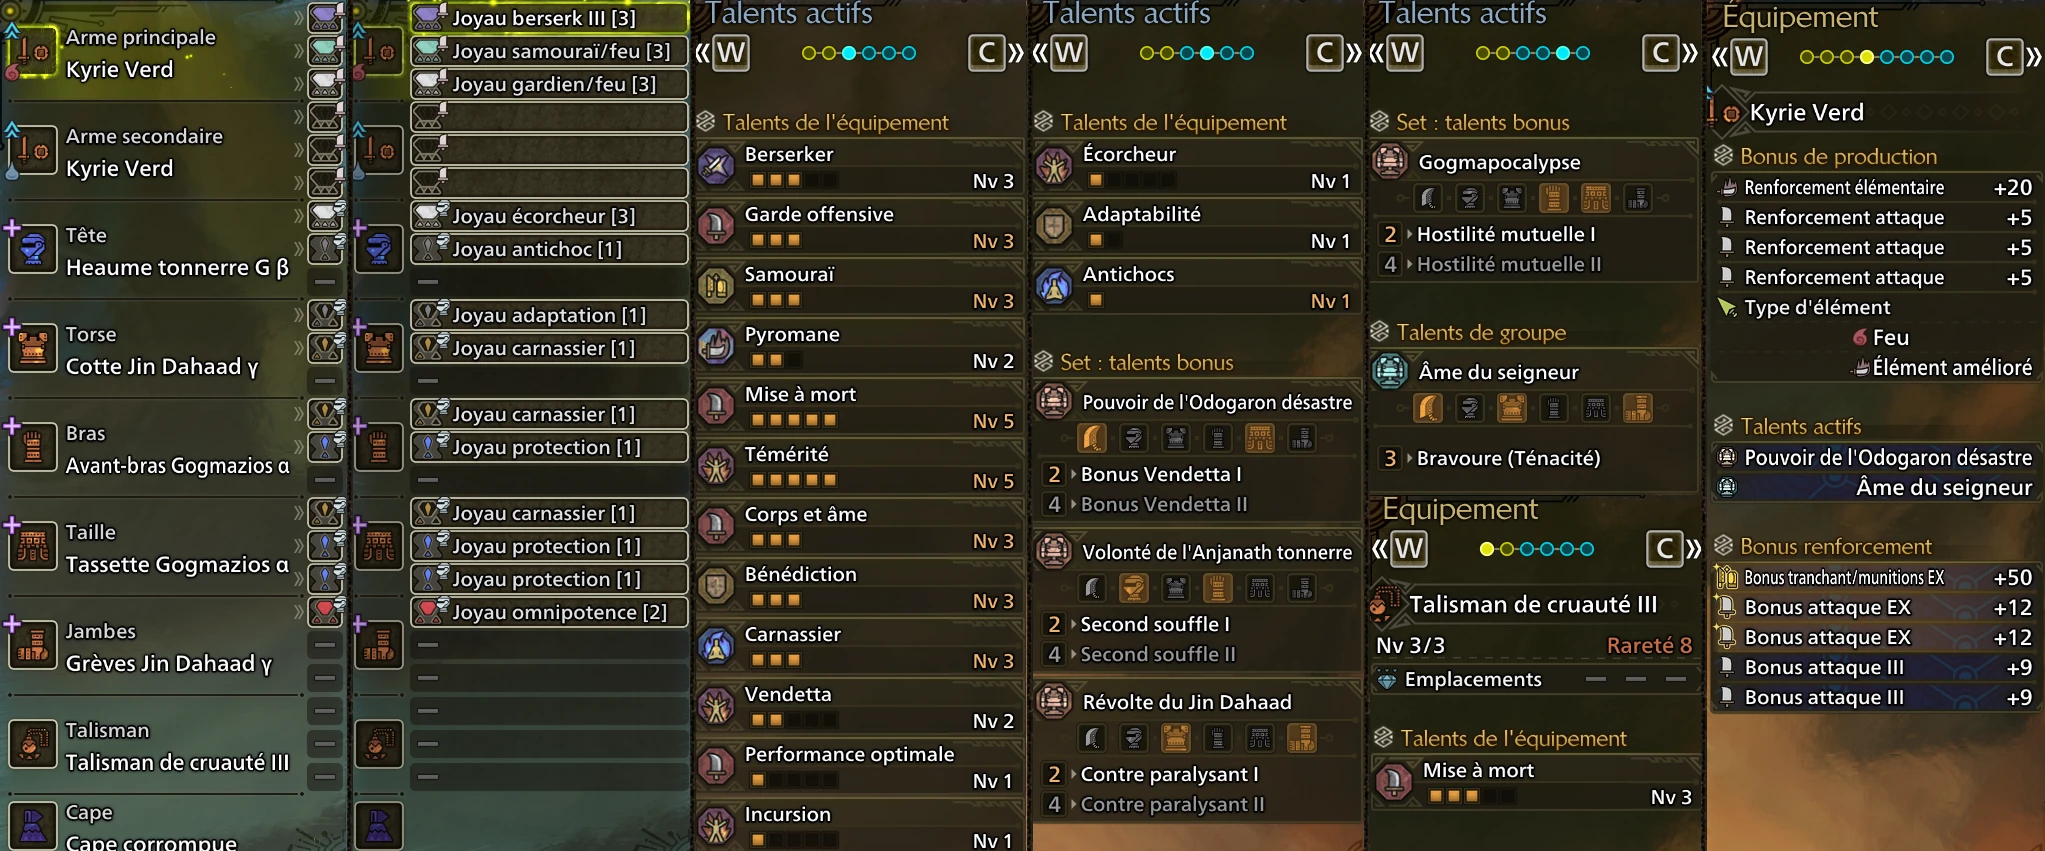 Arme principale
Kyrie Verd
Arme secondaire
Kyrie Verd
Tête
Heaume tonnerre G β
Torse
Cotte Jin Dahaad γ
Bras
Avant-bras Gogmazios α
Taille
Tassette Gogmazios α
Jambes
Grèves Jin Dahaad γ
Talisman
Talisman de cruauté III
Cape
Cape corrompue
Joyau berserk III [3]
Joyau samouraï/feu [3]
Joyau gardien/feu [3]
Joyau écorcheur [3]
Joyau antichoc [1]
Joyau adaptation [1]
Joyau carnassier [1]
Joyau carnassier [1]
Joyau protection [1]
Joyau carnassier [1]
Joyau protection [1]
Joyau protection [1]
Joyau omnipotence [2]
Talents actifs
W C
Talents de l'équipement
Berserker
Nv 3
Garde offensive
Nv 3
Samouraï
Nv 3
Pyromane
Nv 2
Mise à mort
Nv 5
Témérité
Nv 5
Corps et âme
Nv 3
Bénédiction
Nv 3
Carnassier
Nv 3
Vendetta
Nv 2
Performance optimale
Nv 1
Incursion
Nv 1
Talents actifs
W C
Talents de l'équipement
Écorcheur
Nv 1
Adaptabilité
Nv 1
Antichocs
Nv 1
Set : talents bonus
Pouvoir de l'Odogaron désastre
2 Bonus Vendetta I
4 Bonus Vendetta II
Volonté de l'Anjanath tonnerre
2 Second souffle I
4 Second souffle II
Révolte du Jin Dahaad
2 Contre paralysant I
4 Contre paralysant II
Talents actifs
W C
Set : talents bonus
Gogmapocalypse
2 Hostilité mutuelle I
4 Hostilité mutuelle II
Talents de groupe
Âme du seigneur
3 Bravoure (Ténacité)
Équipement
W C
Talisman de cruauté III
Nv 3/3 Rareté 8
Emplacements
Talents de l'équipement
Mise à mort
Nv 3
Équipement
W C
Kyrie Verd
Bonus de production
Renforcement élémentaire +20
Renforcement attaque +5
Renforcement attaque +5
Renforcement attaque +5
Type d'élément
Feu
Élément amélioré
Talents actifs
Pouvoir de l'Odogaron désastre
Âme du seigneur
Bonus renforcement
Bonus tranchant/munitions EX +50
Bonus attaque EX +12
Bonus attaque EX +12
Bonus attaque III +9
Bonus attaque III +9